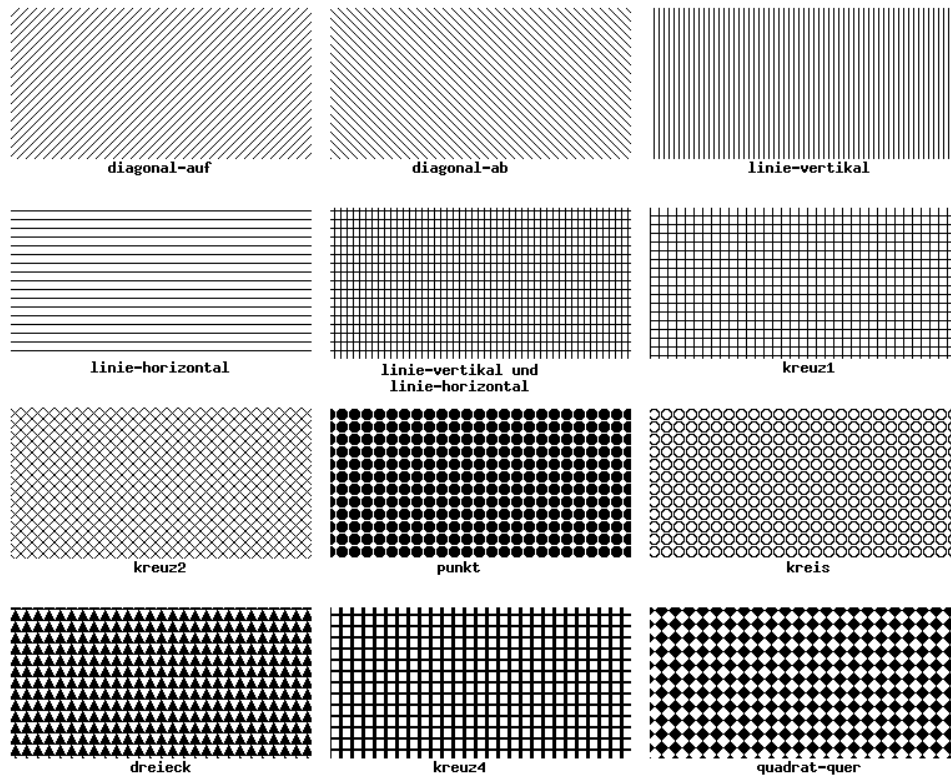 diagonal-auf
diagonal-ab
linie-vertikal
linie-horizontal
linie-vertikal und
linie-horizontal
kreuz1
kreuz2
punkt
kreis
dreieck
kreuz4
quadrat-quer